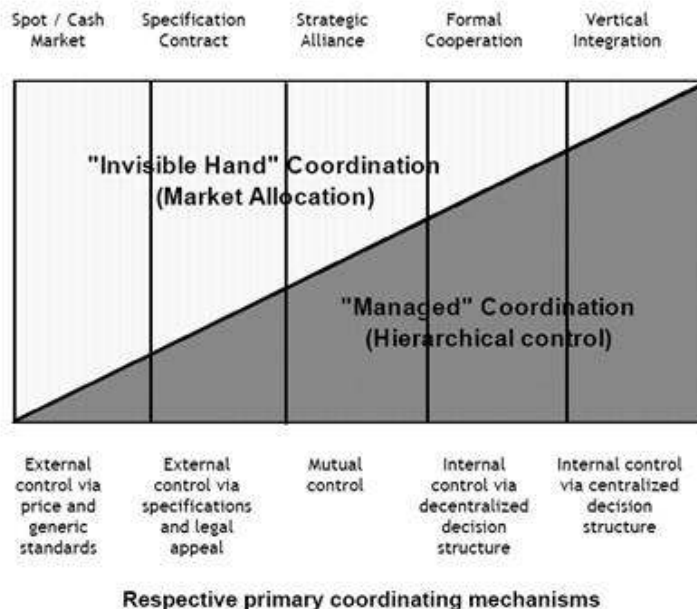 Spot / Cash
Market
Specification
Contract
Strategic
Alliance
Formal
Cooperation
Vertical
Integration
"Invisible Hand" Coordination
(Market Allocation)
"Managed" Coordination
(Hierarchical control)
External
control via
price and
generic
standards
External
control via
specifications
and legal
appeal
Mutual
control
Internal
control via
decentralized
decision
structure
Internal control
via centralized
decision
structure
Respective primary coordinating mechanisms